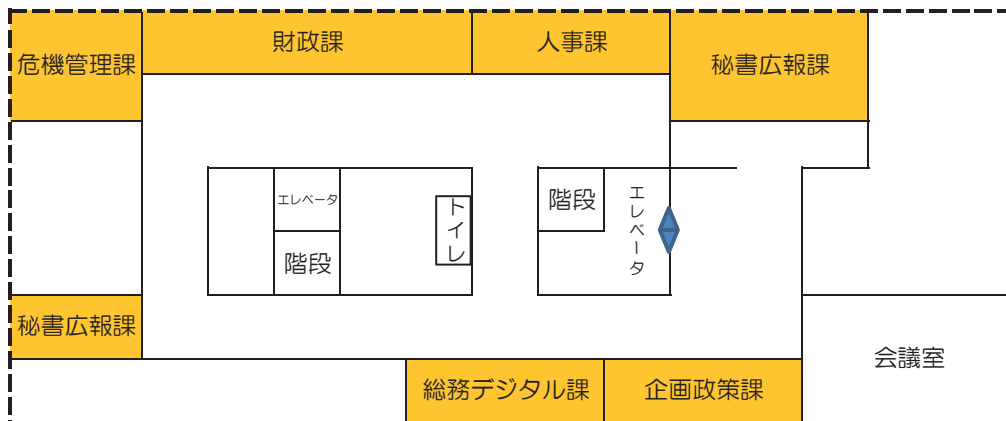 危機管理課
財政課
人事課
秘書広報課
エレベータ
階段
トイレ
階段
エレベータ
秘書広報課
総務デジタル課
企画政策課
会議室